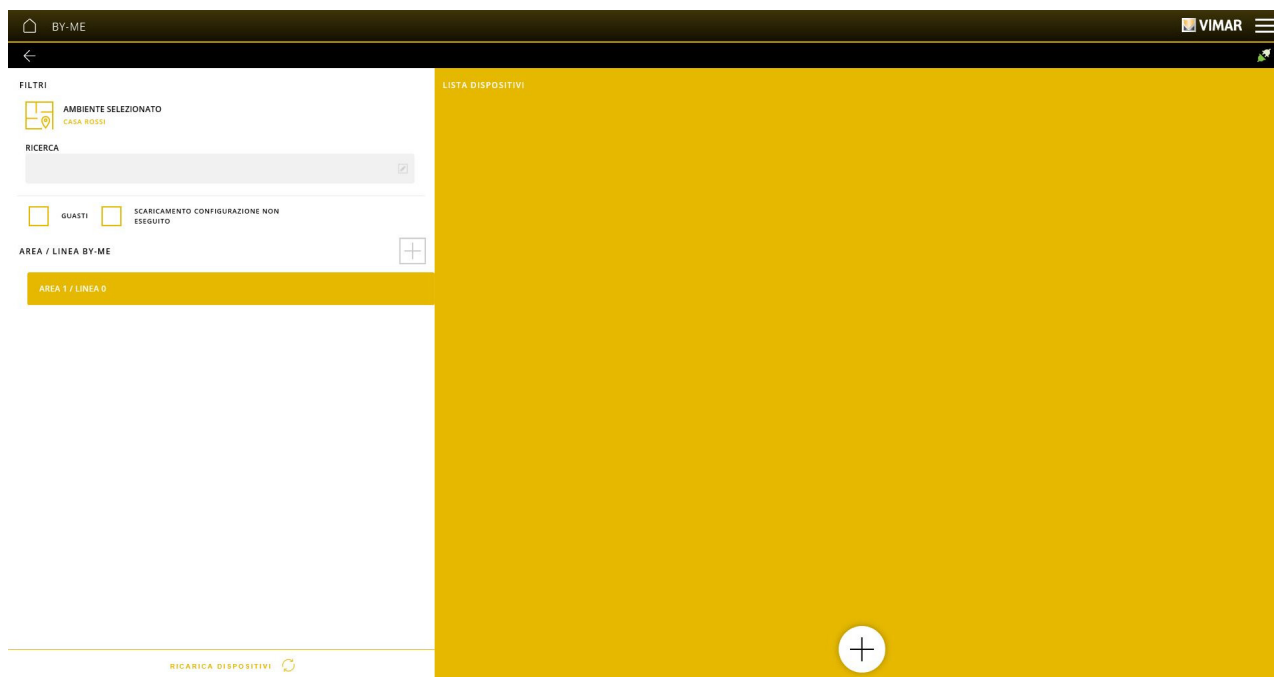 BY-ME
VIMAR
FILTRI
AMBIENTE SELEZIONATO
CASA ROSSI
RICERCA
GUASTI
SCARICAMENTO CONFIGURAZIONE NON
ESEGUITO
AREA / LINEA BY-ME
AREA 1 / LINEA 0
RICARICA DISPOSITIVI
LISTA DISPOSITIVI